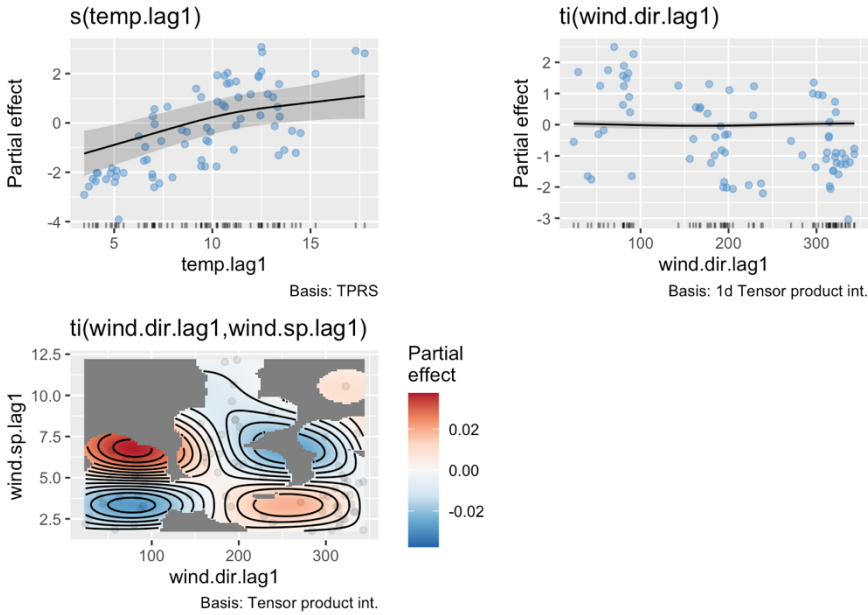 s(temp.lag1)
Partial effect
2
0
-2
-4
5
10
15
temp.lag1
Basis: TPRS
ti(wind.dir.lag1)
Partial effect
2
1
0
-1
-2
-3
100
200
300
wind.dir.lag1
Basis: 1d Tensor product int.
ti(wind.dir.lag1,wind.sp.lag1)
wind.sp.lag1
12.5
10.0
7.5
5.0
2.5
100
200
300
wind.dir.lag1
Basis: Tensor product int.
Partial
effect
0.02
0.00
-0.02